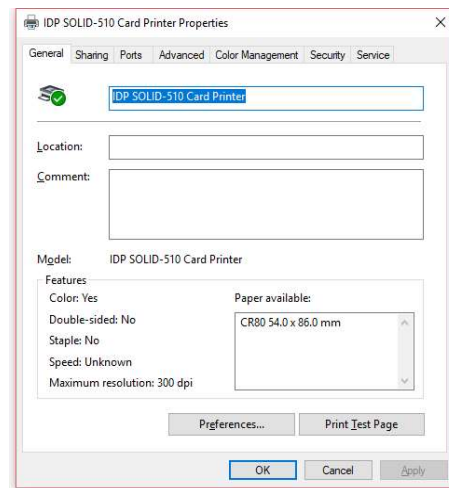 IDP SOLID-510 Card Printer Properties
General Sharing Ports Advanced Color Management Security Service
IDP SOLID-510 Card Printer
Location:
Comment:
Model: IDP SOLID-510 Card Printer
Features
Color: Yes
Paper available:
Double-sided: No
CR80 54.0 x 86.0 mm
Staple: No
Speed: Unknown
Maximum resolution: 300 dpi
Preferences... Print Test Page
OK Cancel Apply